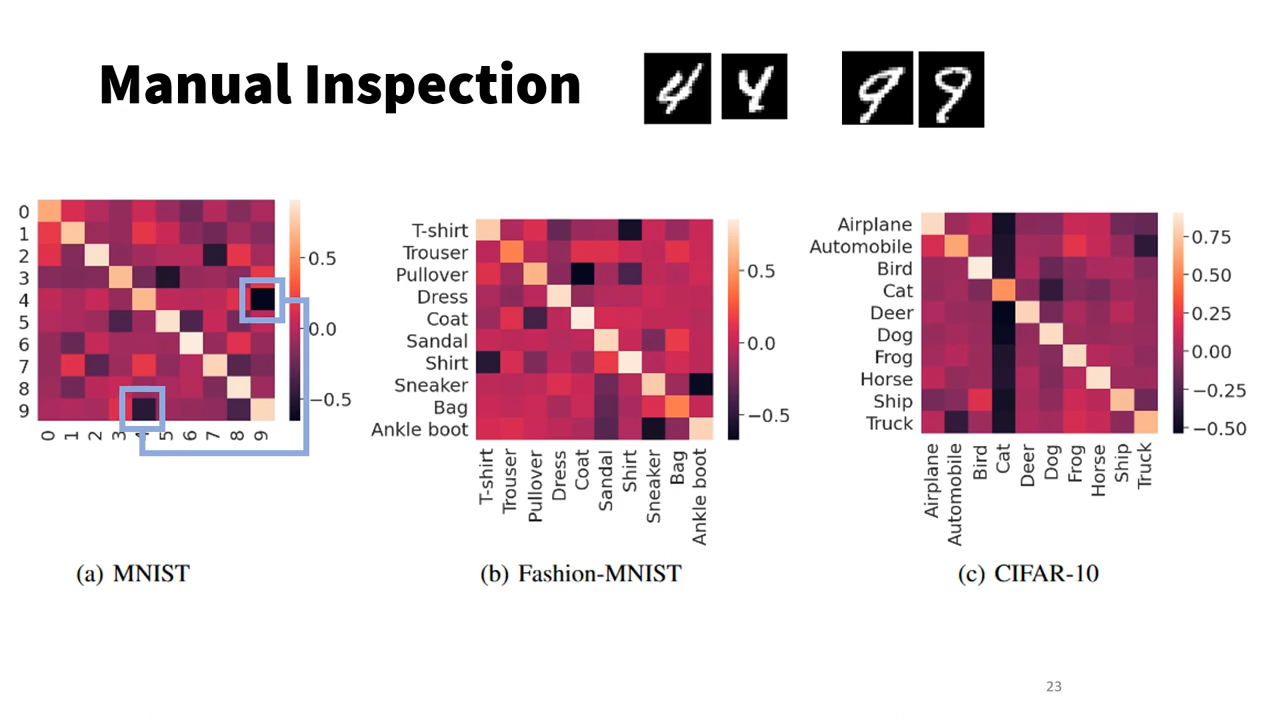 Manual Inspection
4 4 9 9
0
1
2
3
4
5
6
7
8
9
0 1 2 3 4 5 6 7 8 9
0.5
0.0
−0.5
(a) MNIST
T-shirt
Trouser
Pullover
Dress
Coat
Sandal
Shirt
Sneaker
Bag
Ankle boot
T-shirt
Trouser
Pullover
Dress
Coat
Sandal
Shirt
Sneaker
Bag
Ankle boot
0.5
0.0
−0.5
(b) Fashion-MNIST
Airplane
Automobile
Bird
Cat
Deer
Dog
Frog
Horse
Ship
Truck
Airplane
Automobile
Bird
Cat
Deer
Dog
Frog
Horse
Ship
Truck
0.75
0.50
0.25
0.00
−0.25
−0.50
(c) CIFAR-10
23